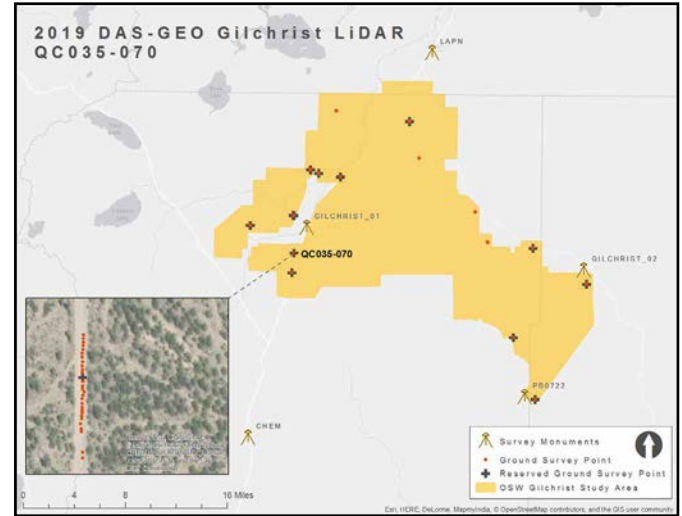 2019 DAS-GEO Gilchrist LiDAR
QC035-070
LAPN
GILCHRIST_01
QC035-070
GILCHRIST_02
PB0722
CHEM
Survey Monuments
Ground Survey Point
Reserved Ground Survey Point
OSW Gilchrist Study Area
0 4 8 16 Miles
Esri, HERE, DeLorme, MapmyIndia, © OpenStreetMap contributors, and the GIS user community